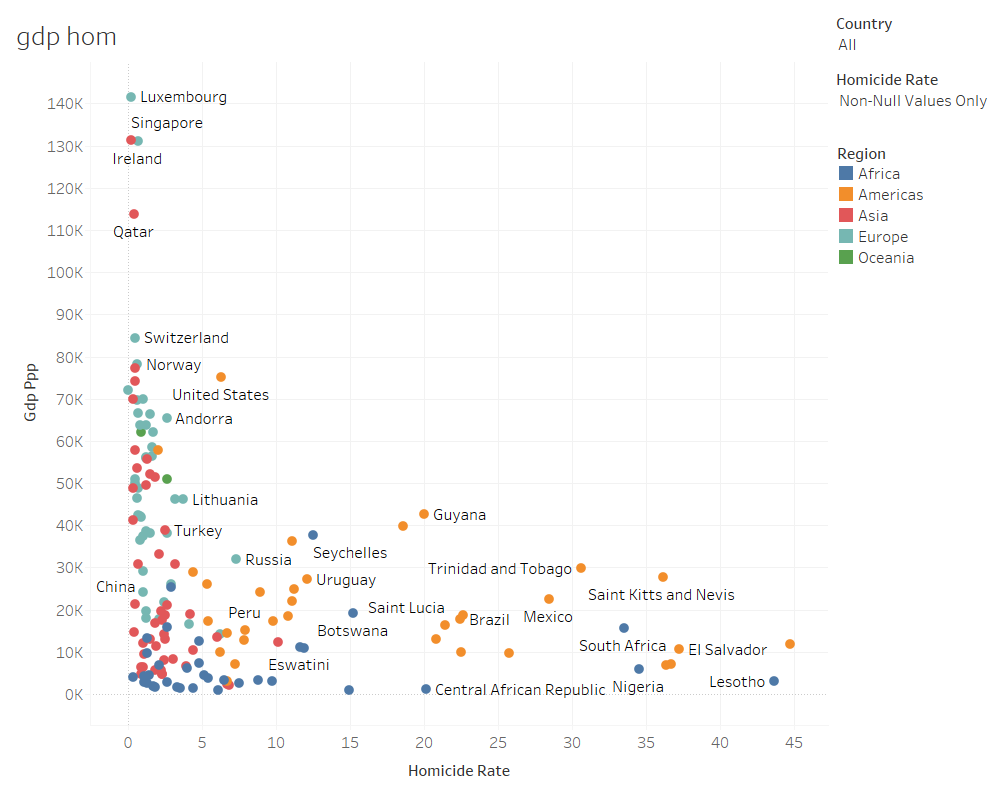 gdp hom
Country
All
Homicide Rate
Non-Null Values Only
Region
Africa
Americas
Asia
Europe
Oceania
Gdp Ppp
140K
130K
120K
110K
100K
90K
80K
70K
60K
50K
40K
30K
20K
10K
0K
Luxembourg
Singapore
Ireland
Qatar
Switzerland
Norway
United States
Andorra
Lithuania
Guyana
Turkey
Seychelles
Russia
Trinidad and Tobago
Uruguay
China
Saint Kitts and Nevis
Saint Lucia
Peru
Mexico
Brazil
Botswana
South Africa
El Salvador
Eswatini
Lesotho
Nigeria
Central African Republic
0 5 10 15 20 25 30 35 40 45
Homicide Rate